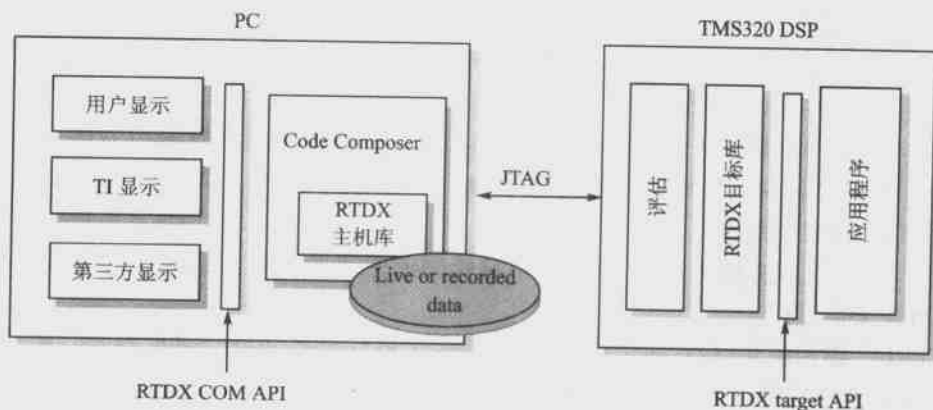 PC
用户显示
TI 显示
第三方显示
Code Composer
RTDX
主机库
Live or recorded
data
RTDX COM API
JTAG
TMS320 DSP
评估
RTDX目标库
应用程序
RTDX target API